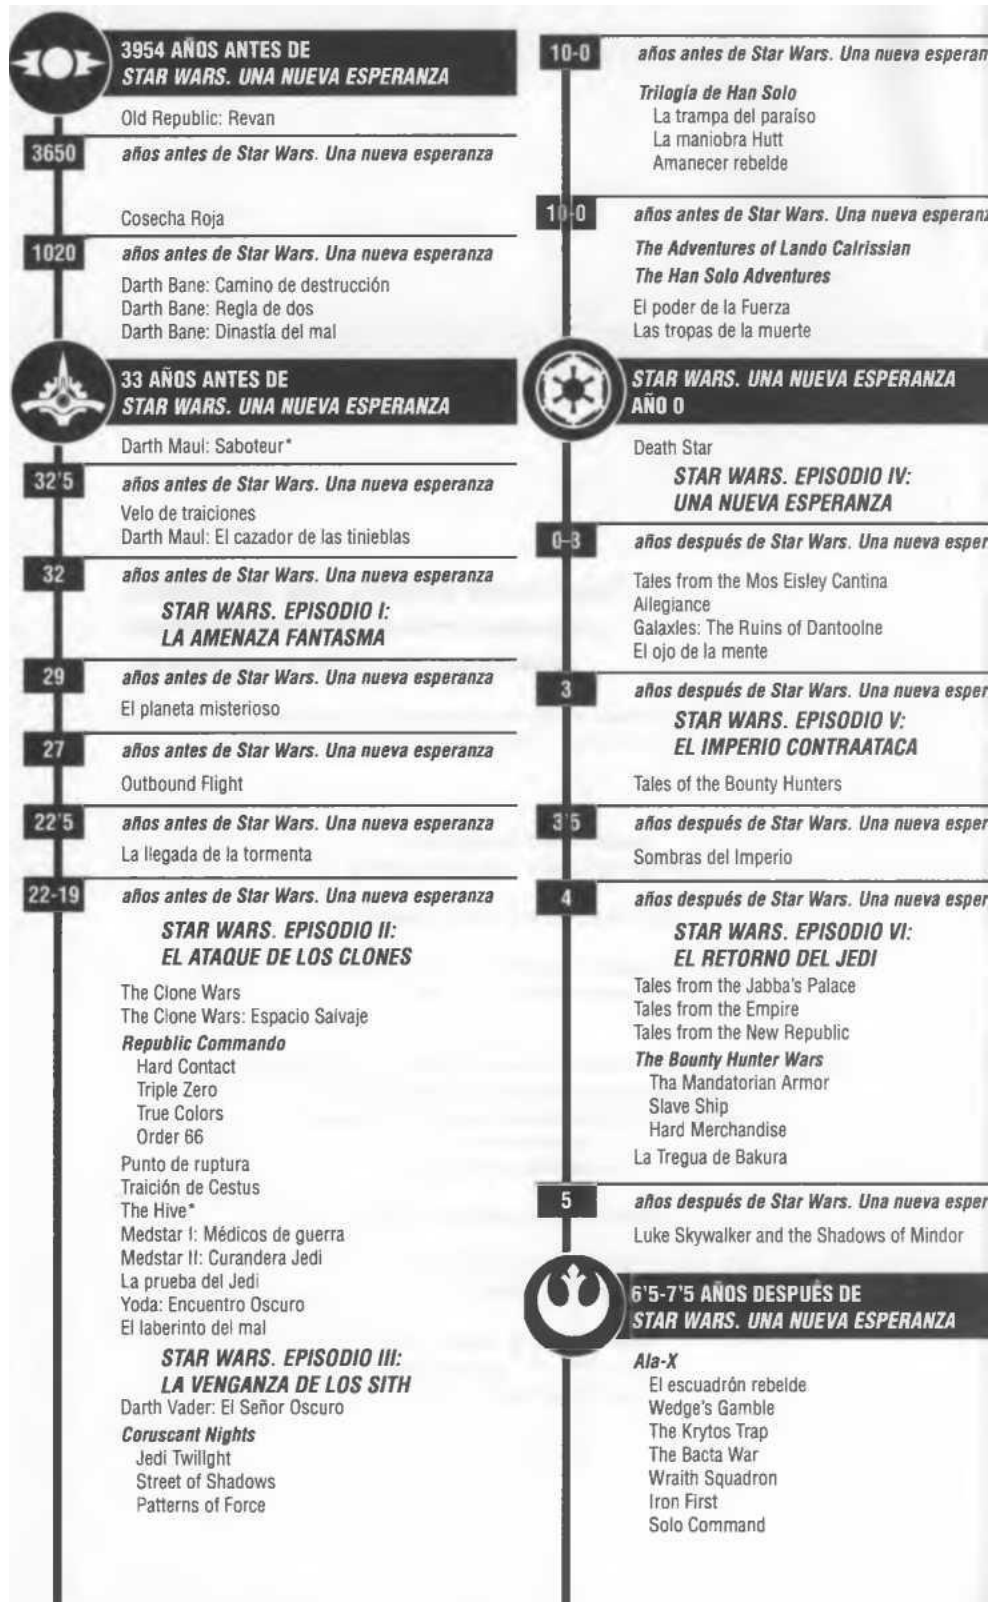 3954 AÑOS ANTES DE
STAR WARS. UNA NUEVA ESPERANZA
Old Republic: Revan
3650
años antes de Star Wars. Una nueva esperanza
Cosecha Roja
1020
años antes de Star Wars. Una nueva esperanza
Darth Bane: Camino de destrucción
Darth Bane: Regla de dos
Darth Bane: Dinastía del mal
33 AÑOS ANTES DE
STAR WARS. UNA NUEVA ESPERANZA
Darth Maul: Saboteur*
32'5
años antes de Star Wars. Una nueva esperanza
Velo de traiciones
Darth Maul: El cazador de las tinieblas
32
años antes de Star Wars. Una nueva esperanza
STAR WARS. EPISODIO I:
LA AMENAZA FANTASMA
29
años antes de Star Wars. Una nueva esperanza
El planeta misterioso
27
años antes de Star Wars. Una nueva esperanza
Outbound Flight
22'5
años antes de Star Wars. Una nueva esperanza
La llegada de la tormenta
22-19
años antes de Star Wars. Una nueva esperanza
STAR WARS. EPISODIO II:
EL ATAQUE DE LOS CLONES
The Clone Wars
The Clone Wars: Espacio Salvaje
Republic Commando
Hard Contact
Triple Zero
True Colors
Order 66
Punto de ruptura
Traición de Cestus
The Hive*
Medstar I: Médicos de guerra
Medstar II: Curandera Jedi
La prueba del Jedi
Yoda: Encuentro Oscuro
El laberinto del mal
STAR WARS. EPISODIO III:
LA VENGANZA DE LOS SITH
Darth Vader: El Señor Oscuro
Coruscant Nights
Jedi Twilight
Street of Shadows
Patterns of Force
10-0
años antes de Star Wars. Una nueva esperan
Trilogía de Han Solo
La trampa del paraíso
La maniobra Hutt
Amanecer rebelde
10-0
años antes de Star Wars. Una nueva esperanz
The Adventures of Lando Calrissian
The Han Solo Adventures
El poder de la Fuerza
Las tropas de la muerte
STAR WARS. UNA NUEVA ESPERANZA
AÑO 0
Death Star
STAR WARS. EPISODIO IV:
UNA NUEVA ESPERANZA
0-3
años después de Star Wars. Una nueva esper
Tales from the Mos Eisley Cantina
Allegiance
Galaxles: The Ruins of Dantoolne
El ojo de la mente
3
años después de Star Wars. Una nueva esper
STAR WARS. EPISODIO V:
EL IMPERIO CONTRAATACA
Tales of the Bounty Hunters
3'5
años después de Star Wars. Una nueva esper
Sombras del Imperio
4
años después de Star Wars. Una nueva esper
STAR WARS. EPISODIO VI:
EL RETORNO DEL JEDI
Tales from the Jabba's Palace
Tales from the Empire
Tales from the New Republic
The Bounty Hunter Wars
Tha Mandatorian Armor
Slave Ship
Hard Merchandise
La Tregua de Bakura
5
años después de Star Wars. Una nueva esper
Luke Skywalker and the Shadows of Mindor
6'5-7'5 AÑOS DESPUÉS DE
STAR WARS. UNA NUEVA ESPERANZA
Ala-X
El escuadrón rebelde
Wedge's Gamble
The Krytos Trap
The Bacta War
Wraith Squadron
Iron First
Solo Command